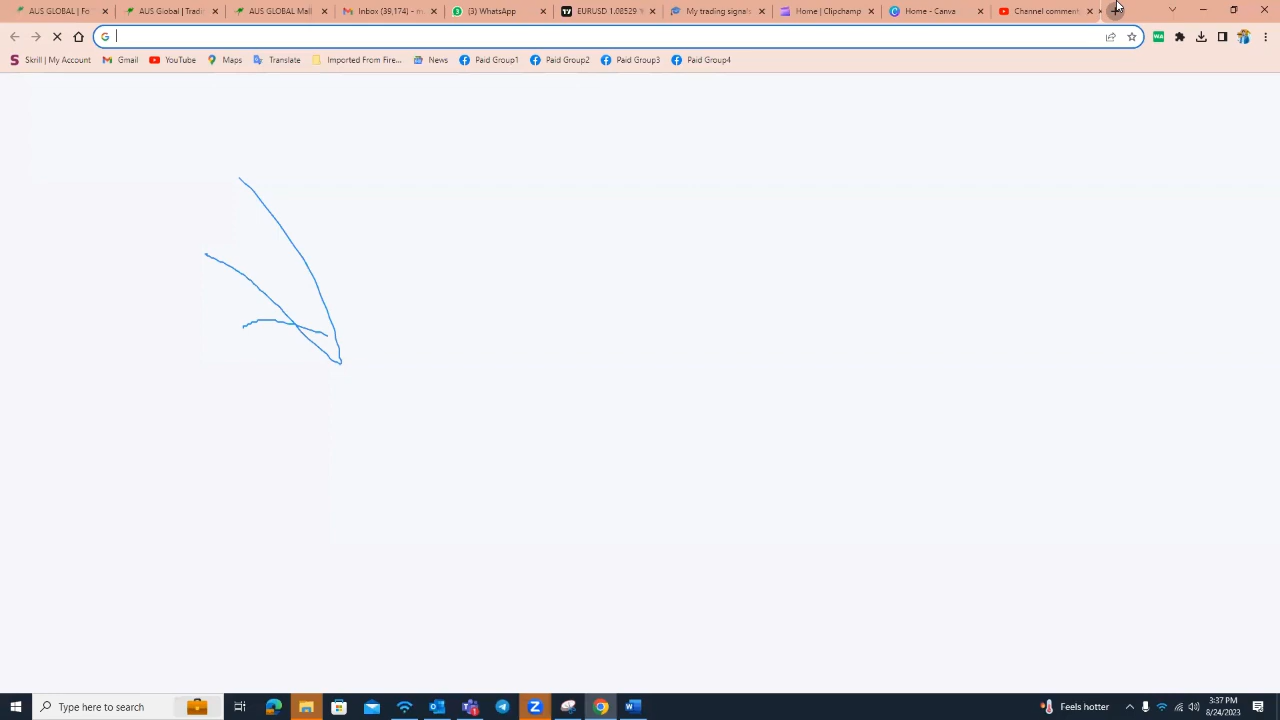 AUS GLOBAL | Fo
AUS Global | Tradi
AUS GLOBAL Mail
Inbox (39,174) - m
(3) WhatsApp
EURUSD 1.08529
My trading signals
Home | Clipchamp
Home - Canva
Channel comment
Skrill | My Account
Gmail
YouTube
Maps
Translate
Imported From Fire...
News
Paid Group1
Paid Group2
Paid Group3
Paid Group4
Type here to search
Feels hotter
3:37 PM
8/24/2023